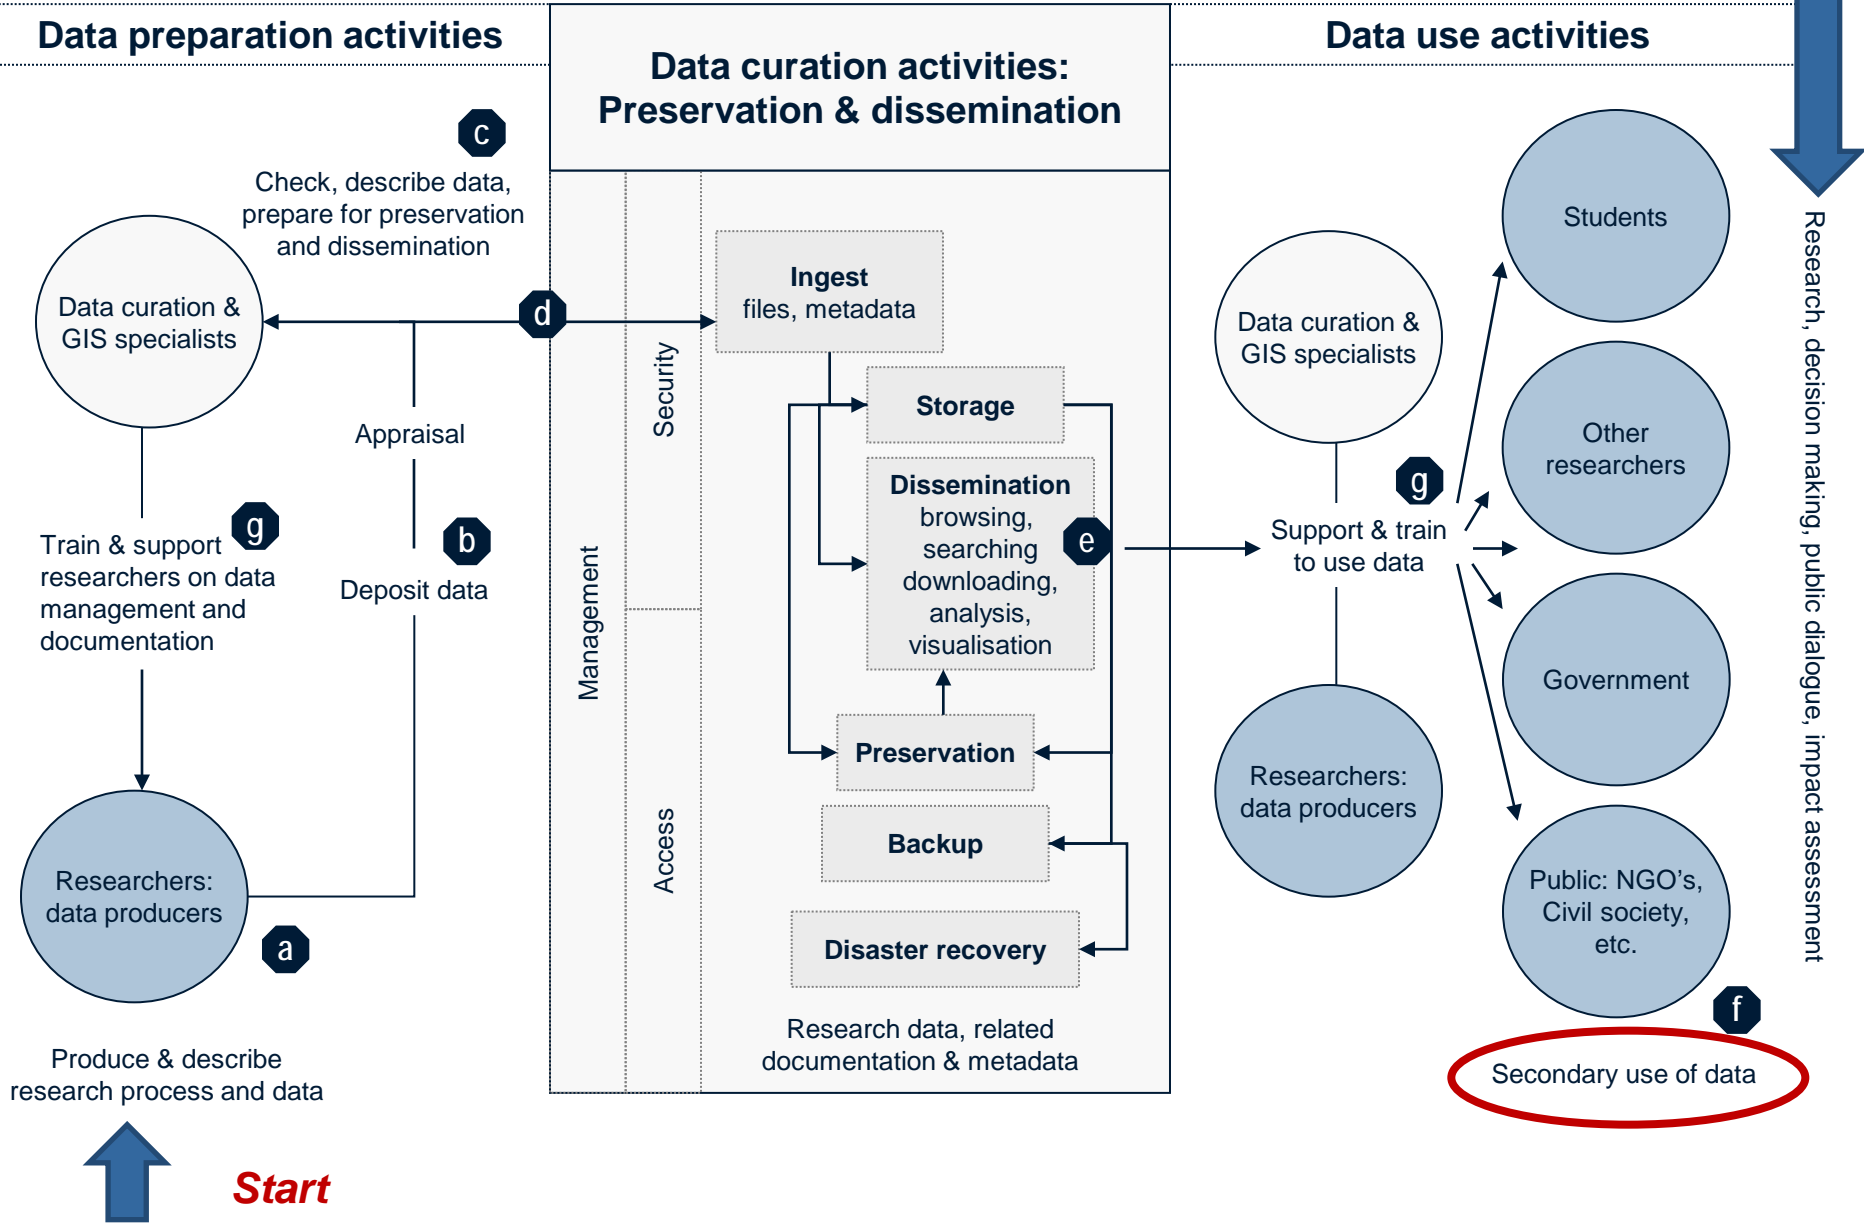 Data preparation activities
Data curation activities:
Preservation & dissemination
Data use activities
c
Check, describe data,
prepare for preservation
and dissemination
Data curation &
GIS specialists
d
Appraisal
g
Train & support
researchers on data
management and
documentation
b
Deposit data
Researchers:
data producers
a
Produce & describe
research process and data
Start
Management
Security
Access
Ingest
files, metadata
Storage
Dissemination
browsing,
searching
downloading,
analysis,
visualisation
e
Preservation
Backup
Disaster recovery
Research data, related
documentation & metadata
Data curation &
GIS specialists
g
Support & train
to use data
Researchers:
data producers
Students
Other
researchers
Government
Public: NGO's,
Civil society,
etc.
f
Secondary use of data
Research, decision making, public dialogue, impact assessment